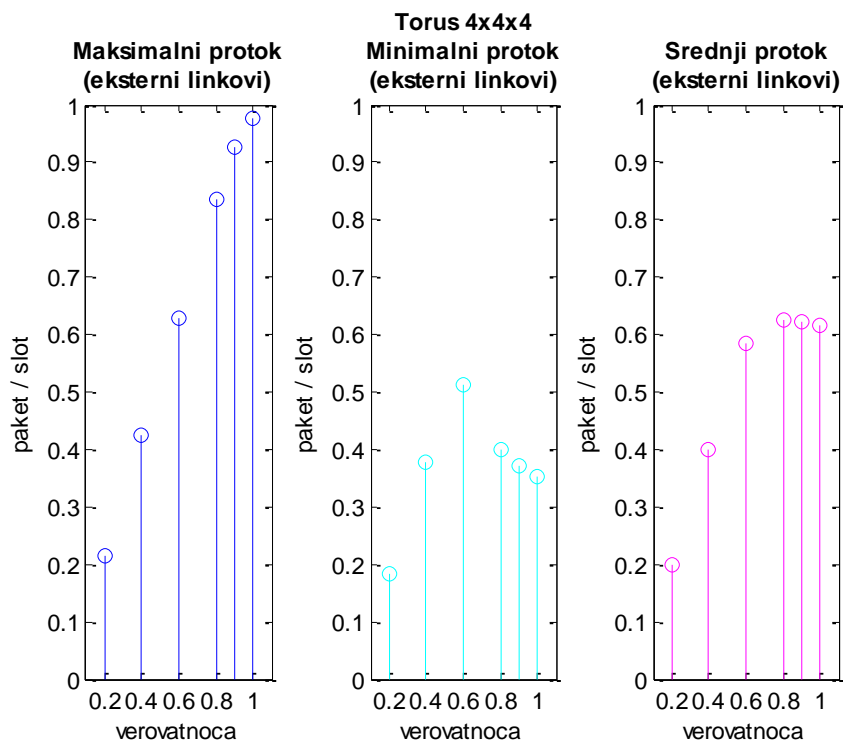 Torus 4x4x4
Maksimalni protok
(eksterni linkovi)
1
0.9
0.8
0.7
0.6
0.5
0.4
0.3
0.2
0.1
0
paket / slot
0.2 0.4 0.6 0.8 1
verovatnoca
Minimalni protok
(eksterni linkovi)
1
0.9
0.8
0.7
0.6
0.5
0.4
0.3
0.2
0.1
0
paket / slot
0.2 0.4 0.6 0.8 1
verovatnoca
Srednji protok
(eksterni linkovi)
1
0.9
0.8
0.7
0.6
0.5
0.4
0.3
0.2
0.1
0
paket / slot
0.2 0.4 0.6 0.8 1
verovatnoca